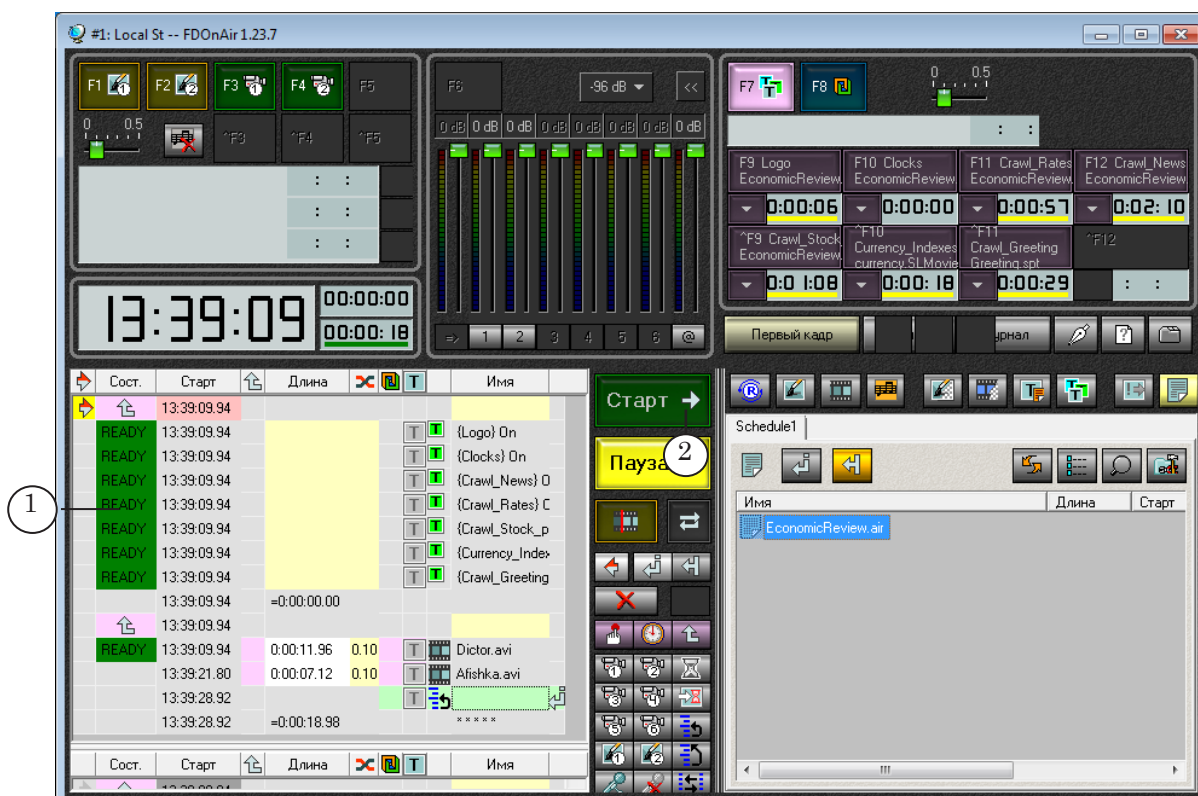 #1: Local St -- FDOnAir 1.23.7
F1
F2
F3
F4
F5
0 0.5
^F3
^F4
^F5
: :
: :
: :
13:39:09
00:00:00
00:00:18
F6
-96 dB
<<
0 dB 0 dB 0 dB 0 dB 0 dB 0 dB 0 dB 0 dB
=> 1 2 3 4 5 6 @
F7
F8
0 0.5
: :
F9 Logo
EconomicReview
F10 Clocks
EconomicReview
F11 Crawl_Rates
EconomicReview
F12 Crawl_News
EconomicReview
0:00:06
0:00:00
0:00:57
0:02:10
^F9 Crawl_Stock
EconomicReview
^F10
Currency_Indexes
currency.SLMovie
^F11
Crawl_Greeting
Greeting.spt
^F12
0:01:08
0:00:18
0:00:29
: :
Первый кадр
урнал
Сост. Старт Длина T Имя
13:39:09.94
READY 13:39:09.94 T T {Logo} On
READY 13:39:09.94 T T {Clocks} On
READY 13:39:09.94 T T {Crawl_News} O
READY 13:39:09.94 T T {Crawl_Rates} C
READY 13:39:09.94 T T {Crawl_Stock_p
READY 13:39:09.94 T T {Currency_Index
READY 13:39:09.94 T T {Crawl_Greeting
13:39:09.94 =0:00:00.00
13:39:09.94
READY 13:39:09.94 0:00:11.96 0.10 T Dictor.avi
13:39:21.80 0:00:07.12 0.10 T Afishka.avi
13:39:28.92 T
13:39:28.92 =0:00:18.98 × × × × ×
Сост. Старт Длина T Имя
Старт
Пауза
1
2
Schedule1
Имя Длина Старт
EconomicReview.air